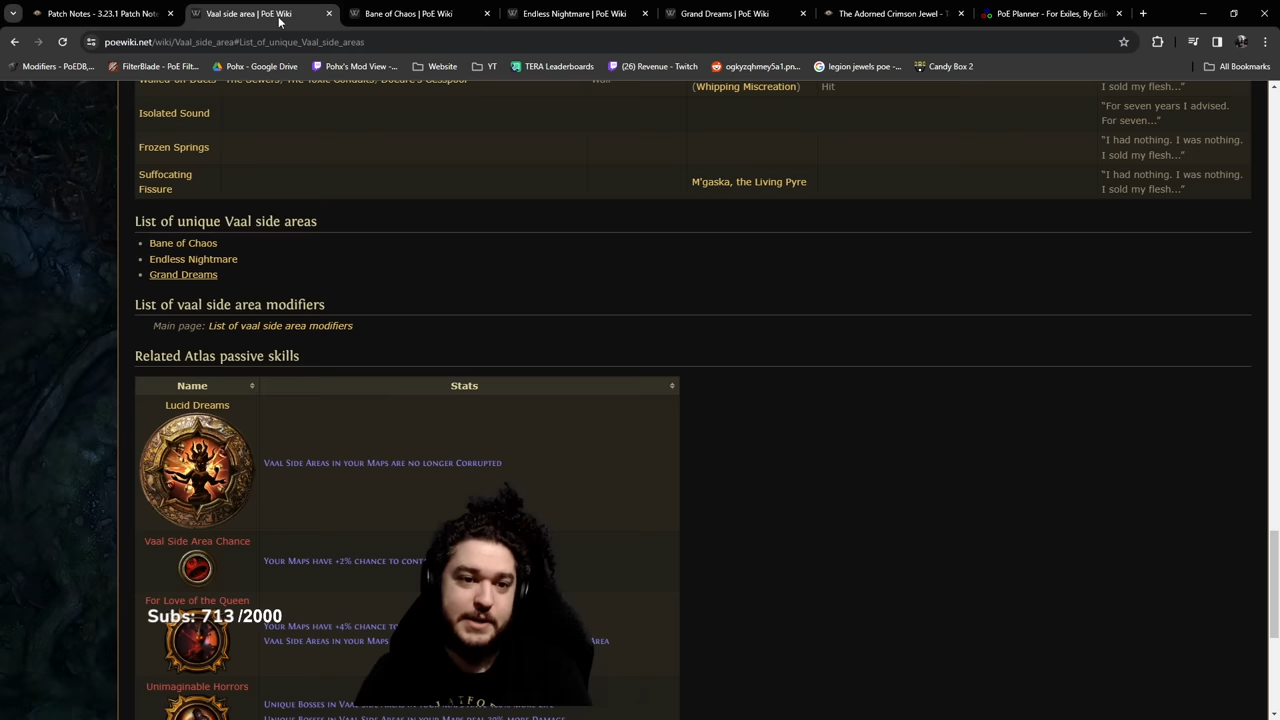 Patch Notes - 3.23.1 Patch Note
Vaal side area | PoE Wiki
Bane of Chaos | PoE Wiki
Endless Nightmare | PoE Wiki
Grand Dreams | PoE Wiki
The Adorned Crimson Jewel - T
PoE Planner - For Exiles, By Exile
poewiki.net/wiki/Vaal_side_area#List_of_unique_Vaal_side_areas
Modifiers - PoEDB,...
FilterBlade - PoE Filt...
Pohx - Google Drive
Pohx's Mod View -...
Website
YT
TERA Leaderboards
(26) Revenue - Twitch
ogkyzqhmey5a1.pn...
legion jewels poe -...
Candy Box 2
All Bookmarks
(Whipping Miscreation)
Hit
I sold my flesh..."
Isolated Sound
"For seven years I advised.
For seven..."
Frozen Springs
"I had nothing. I was nothing.
I sold my flesh..."
Suffocating
Fissure
M'gaska, the Living Pyre
"I had nothing. I was nothing.
I sold my flesh..."
List of unique Vaal side areas
• Bane of Chaos
• Endless Nightmare
• Grand Dreams
List of vaal side area modifiers
Main page: List of vaal side area modifiers
Related Atlas passive skills
Name
Stats
Lucid Dreams
Vaal Side Areas in your Maps are no longer Corrupted
Vaal Side Area Chance
Your Maps have +2% chance to cont
For Love of the Queen
Subs: 713 /2000
Your Maps have +4% chance to
Vaal Side Areas in your Maps
Area
Unimaginable Horrors